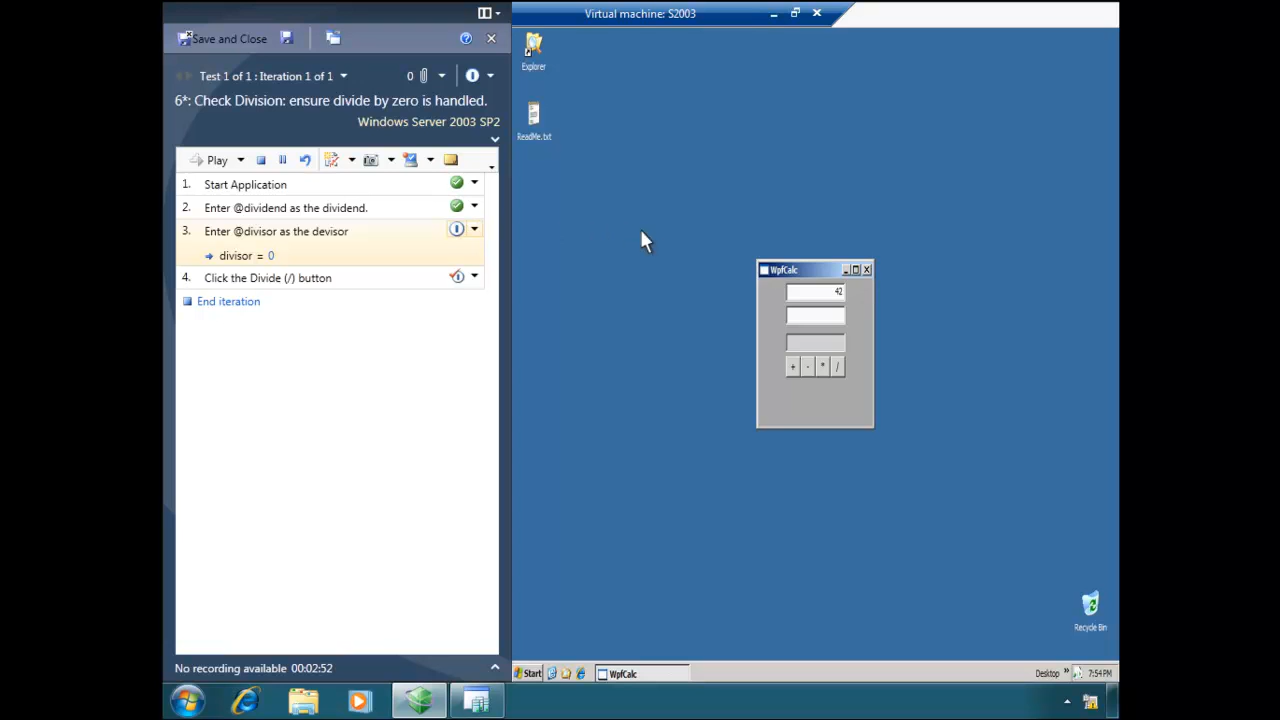 Save and Close
Test 1 of 1 : Iteration 1 of 1
0
6*: Check Division: ensure divide by zero is handled.
Windows Server 2003 SP2
Play
1. Start Application
2. Enter @dividend as the dividend.
3. Enter @divisor as the devisor
divisor = 0
4. Click the Divide (/) button
End iteration
No recording available 00:02:52
Virtual machine: S2003
Explorer
ReadMe.txt
WpfCalc
42
+ - * /
Recycle Bin
Start
WpfCalc
Desktop »
7:54 PM